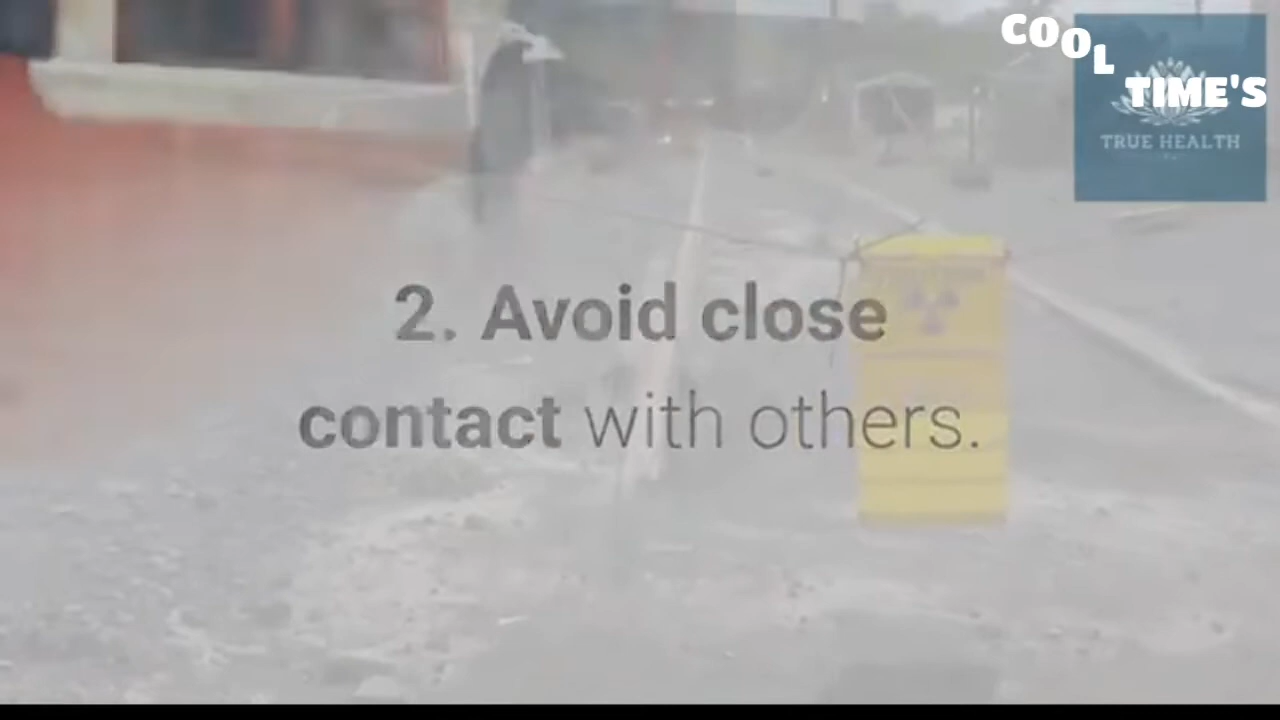 COOL
TIME'S
TRUE HEALTH
2. Avoid close
contact with others.